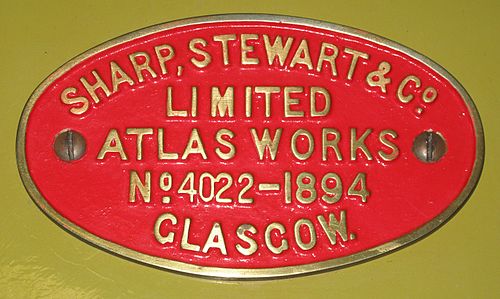 SHARP, STEWART & Co.
LIMITED
ATLAS WORKS
No. 4022-1894
GLASGOW.